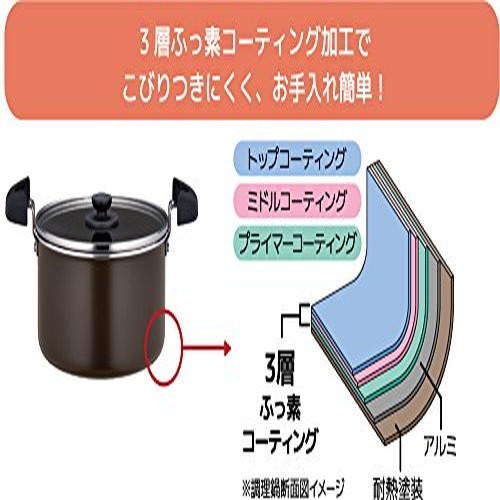 3層ふっ素コーティング加工で
こびりつきにくく、お手入れ簡単！
トップコーティング
ミドルコーティング
プライマーコーティング
3層
ふっ素
コーティング
アルミ
耐熱塗装
※調理鍋断面図イメージ